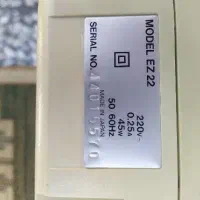 MODEL EZ 22
220v~
0.25A
45w
50 60Hz
MADE IN JAPAN
SERIAL NO.